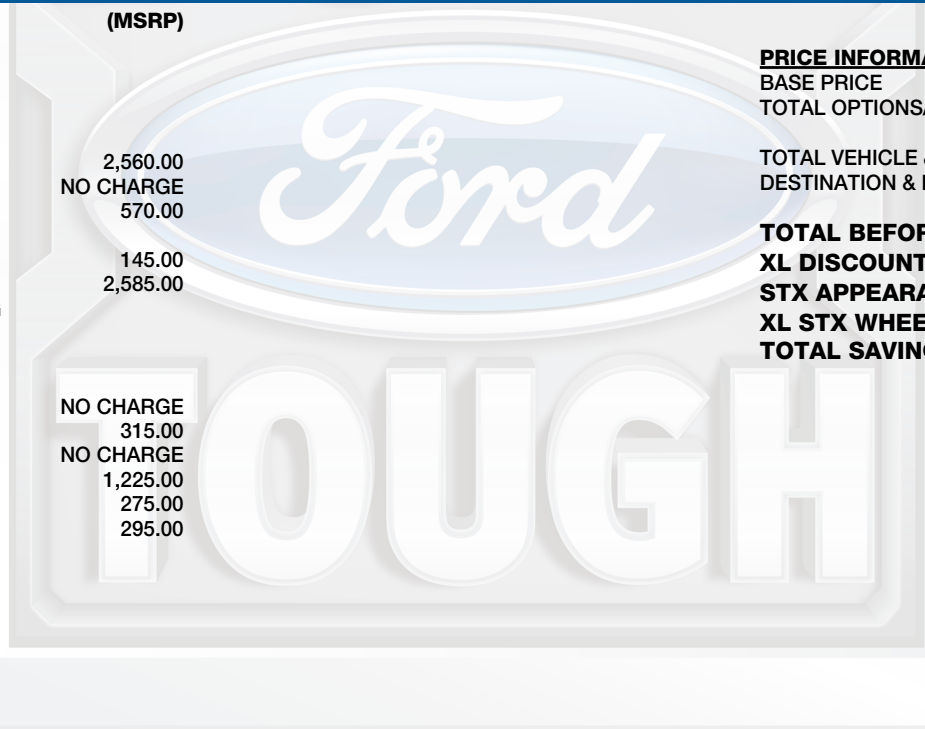 (MSRP)
2,560.00
NO CHARGE
570.00
145.00
2,585.00
NO CHARGE
315.00
NO CHARGE
1,225.00
275.00
295.00
Ford
TOUGH
PRICE INFORMA
BASE PRICE
TOTAL OPTIONS
TOTAL VEHICLE
DESTINATION &
TOTAL BEFOR
XL DISCOUNT
STX APPEARA
XL STX WHEE
TOTAL SAVIN